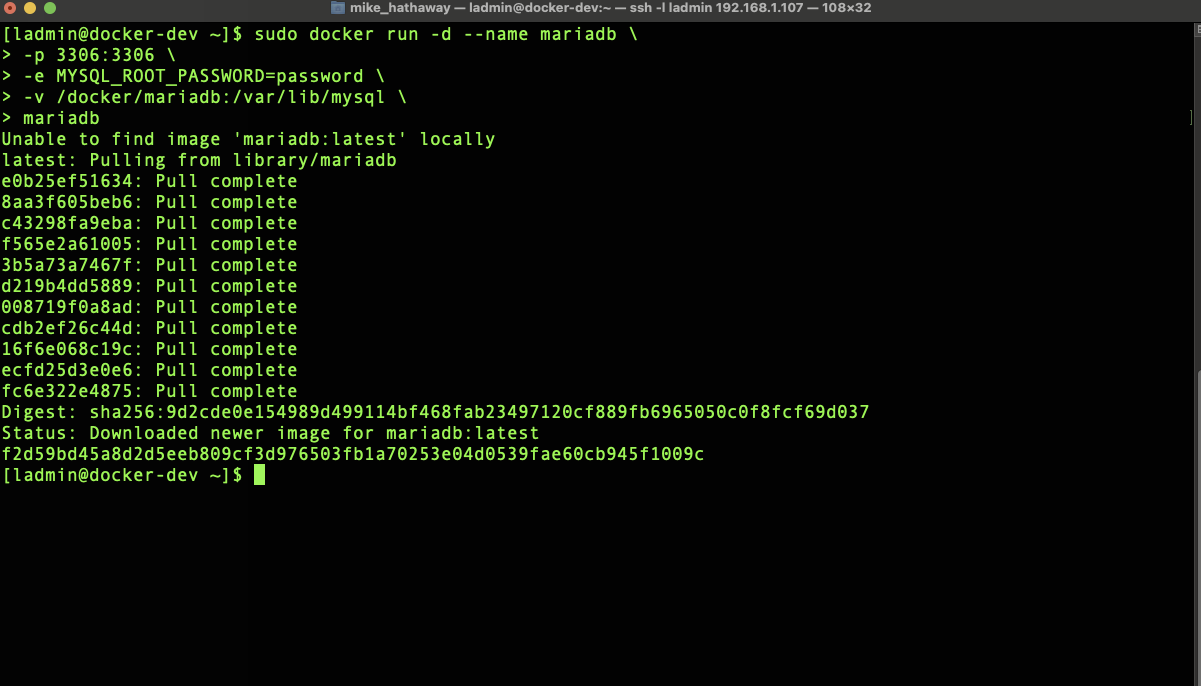 mike_hathaway — ladmin@docker-dev:~ — ssh -l ladmin 192.168.1.107 — 108×32
[ladmin@docker-dev ~]$ sudo docker run -d --name mariadb \
> -p 3306:3306 \
> -e MYSQL_ROOT_PASSWORD=password \
> -v /docker/mariadb:/var/lib/mysql \
> mariadb
Unable to find image 'mariadb:latest' locally
latest: Pulling from library/mariadb
e0b25ef51634: Pull complete
8aa3f605beb6: Pull complete
c43298fa9eba: Pull complete
f565e2a61005: Pull complete
3b5a73a7467f: Pull complete
d219b4dd5889: Pull complete
008719f0a8ad: Pull complete
cdb2ef26c44d: Pull complete
16f6e068c19c: Pull complete
ecfd25d3e0e6: Pull complete
fc6e322e4875: Pull complete
Digest: sha256:9d2cde0e154989d499114bf468fab23497120cf889fb6965050c0f8fcf69d037
Status: Downloaded newer image for mariadb:latest
f2d59bd45a8d2d5eeb809cf3d976503fb1a70253e04d0539fae60cb945f1009c
[ladmin@docker-dev ~]$